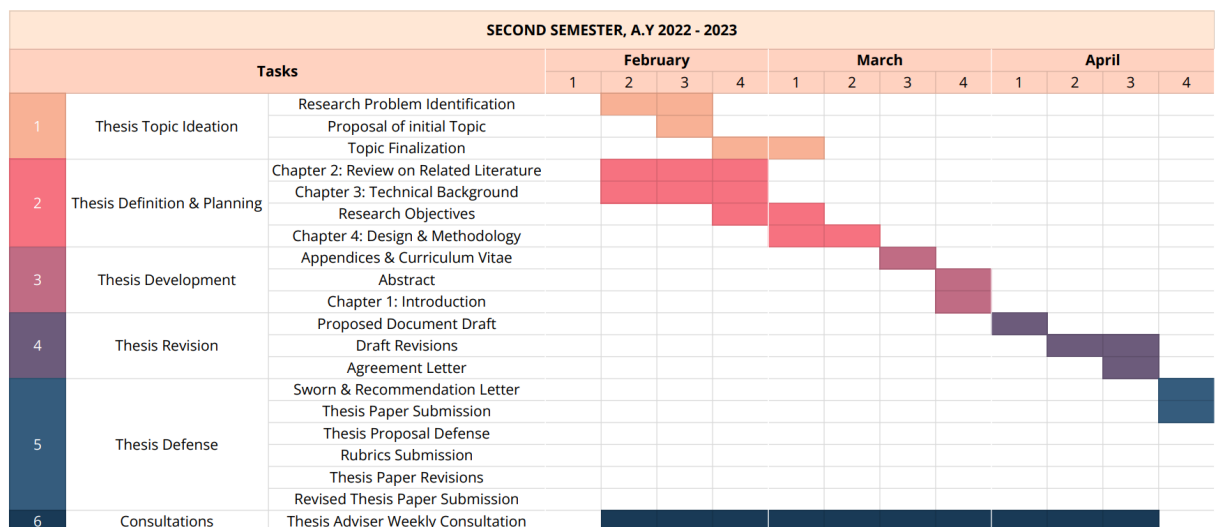 SECOND SEMESTER, A.Y 2022 - 2023
Tasks
February
March
April
1 2 3 4 1 2 3 4 1 2 3 4
1
Thesis Topic Ideation
Research Problem Identification
Proposal of initial Topic
Topic Finalization
2
Thesis Definition & Planning
Chapter 2: Review on Related Literature
Chapter 3: Technical Background
Research Objectives
Chapter 4: Design & Methodology
3
Thesis Development
Appendices & Curriculum Vitae
Abstract
Chapter 1: Introduction
4
Thesis Revision
Proposed Document Draft
Draft Revisions
Agreement Letter
5
Thesis Defense
Sworn & Recommendation Letter
Thesis Paper Submission
Thesis Proposal Defense
Rubrics Submission
Thesis Paper Revisions
Revised Thesis Paper Submission
6
Consultations
Thesis Adviser Weekly Consultation